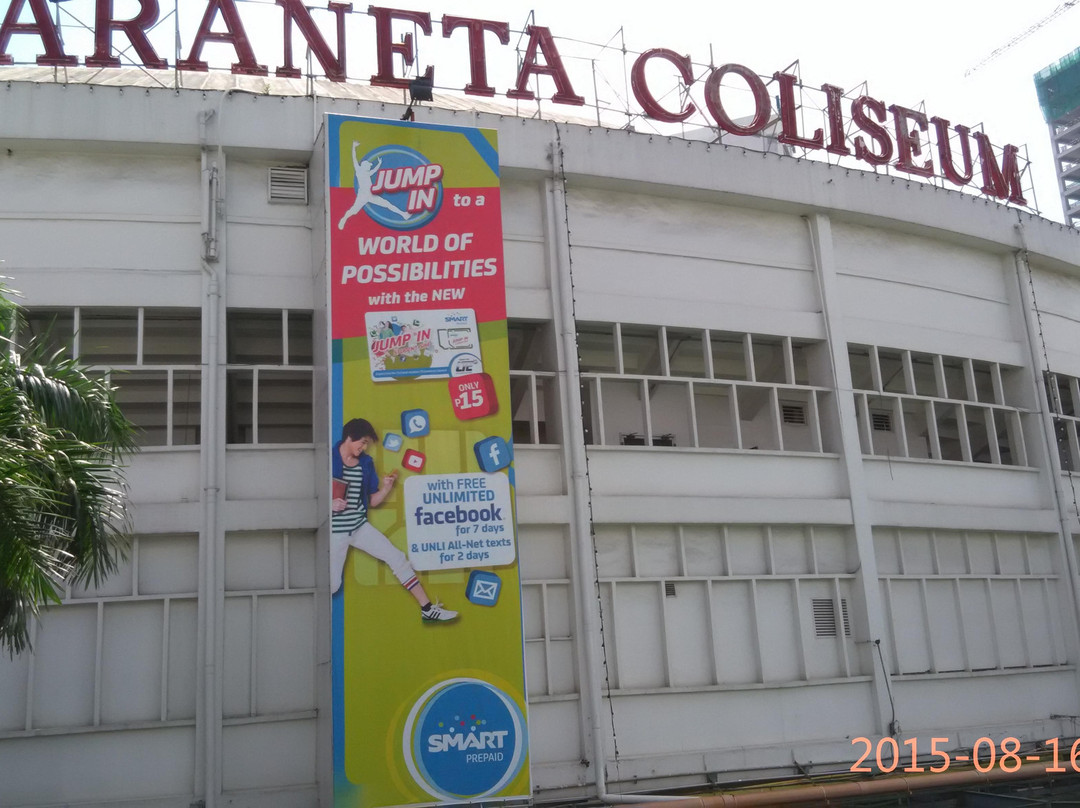 ARANETA COLISEUM
JUMP
IN to a
WORLD OF
POSSIBILITIES
with the NEW
SMART
JUMP IN
ONLY
P15
with FREE
UNLIMITED
facebook
for 7 days
& UNLI All-Net texts
for 2 days
SMART
PREPAID
2015-08-16